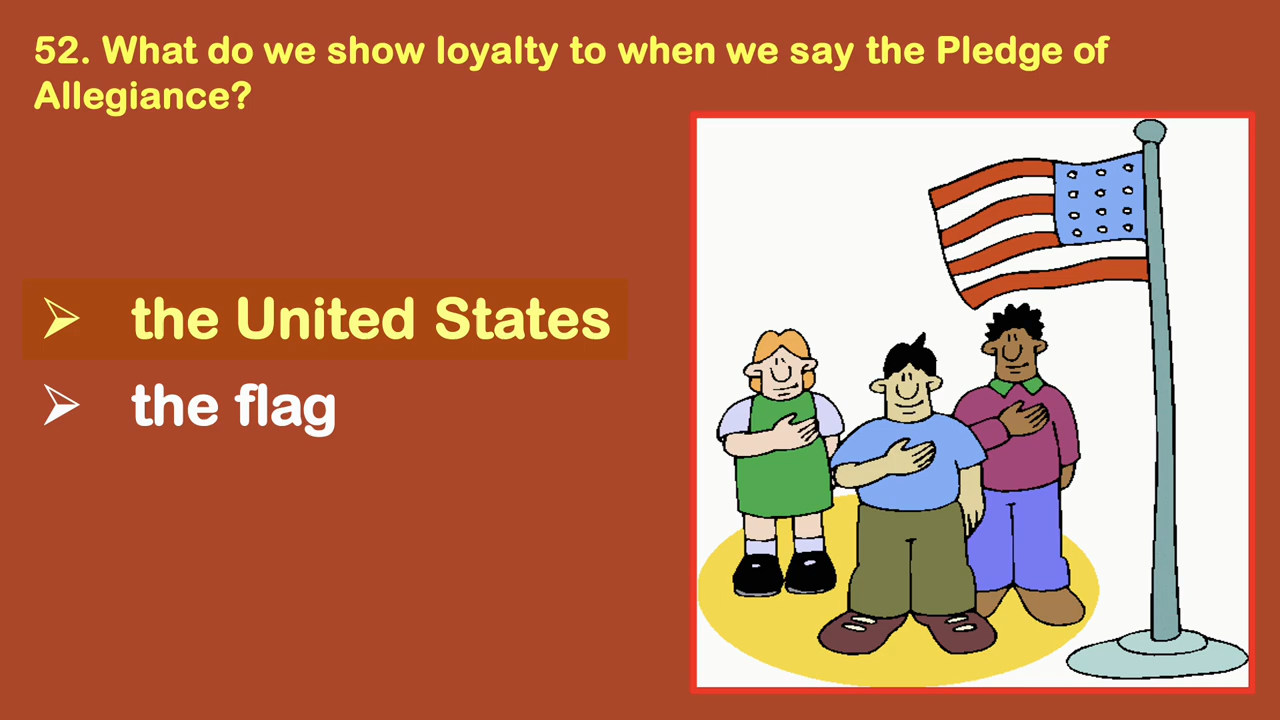 52. What do we show loyalty to when we say the Pledge of
Allegiance?
➢ the United States
➢ the flag